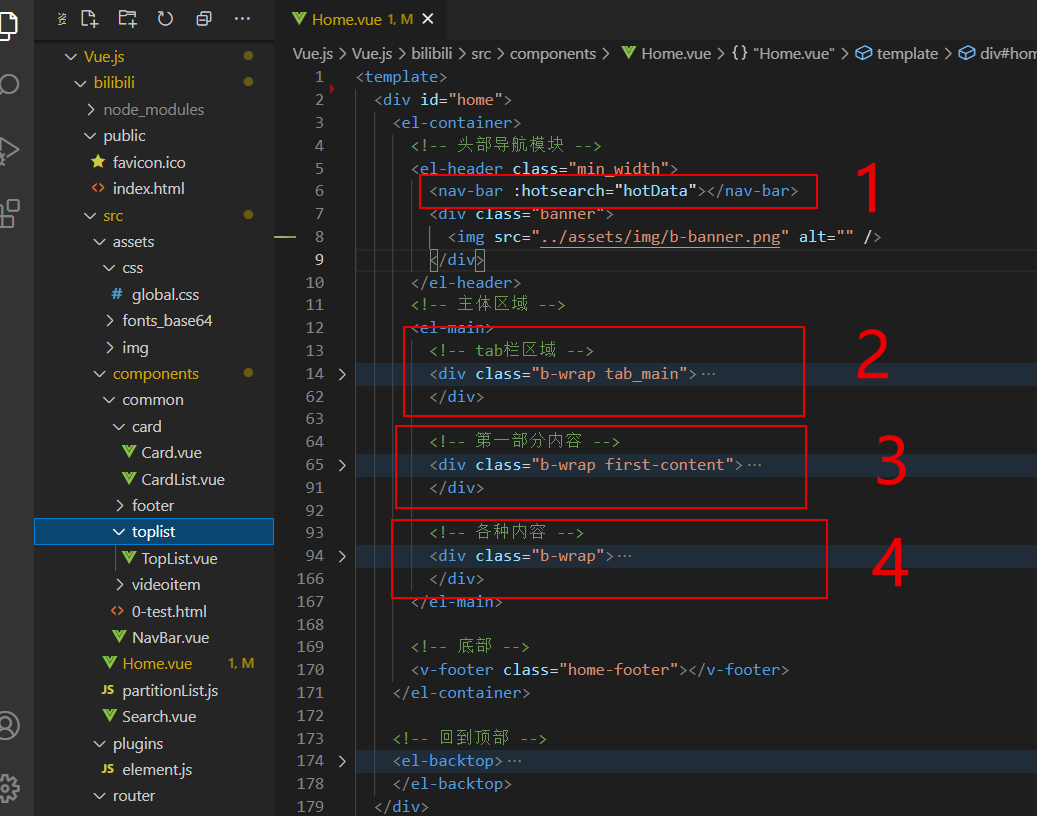 资
Vue.js
bilibili
node_modules
public
favicon.ico
<> index.html
src
assets
css
# global.css
fonts_base64
img
components
common
card
Card.vue
CardList.vue
footer
toplist
TopList.vue
videoitem
<> 0-test.html
NavBar.vue
Home.vue 1, M
JS partitionList.js
Search.vue
plugins
JS element.js
router
Home.vue 1, M ×
Vue.js > Vue.js > bilibili > src > components > Home.vue > {} "Home.vue" > template > div#hom
1 <template>
2 <div id="home">
3 <el-container>
4 <!-- 头部导航模块 -->
5 <el-header class="min_width">
6 <nav-bar :hotsearch="hotData"></nav-bar>
7 <div class="banner">
8 <img src="../assets/img/b-banner.png" alt="" />
9 </div>
10 </el-header>
11 <!-- 主体区域 -->
12 <el-main>
13 <!-- tab栏区域 -->
14 <div class="b-wrap tab_main">···
62 </div>
63
64 <!-- 第一部分内容 -->
65 <div class="b-wrap first-content">···
91 </div>
92
93 <!-- 各种内容 -->
94 <div class="b-wrap">···
166 </div>
167 </el-main>
168
169 <!-- 底部 -->
170 <v-footer class="home-footer"></v-footer>
171 </el-container>
172
173 <!-- 回到顶部 -->
174 <el-backtop>···
178 </el-backtop>
179 </div>
1
2
3
4